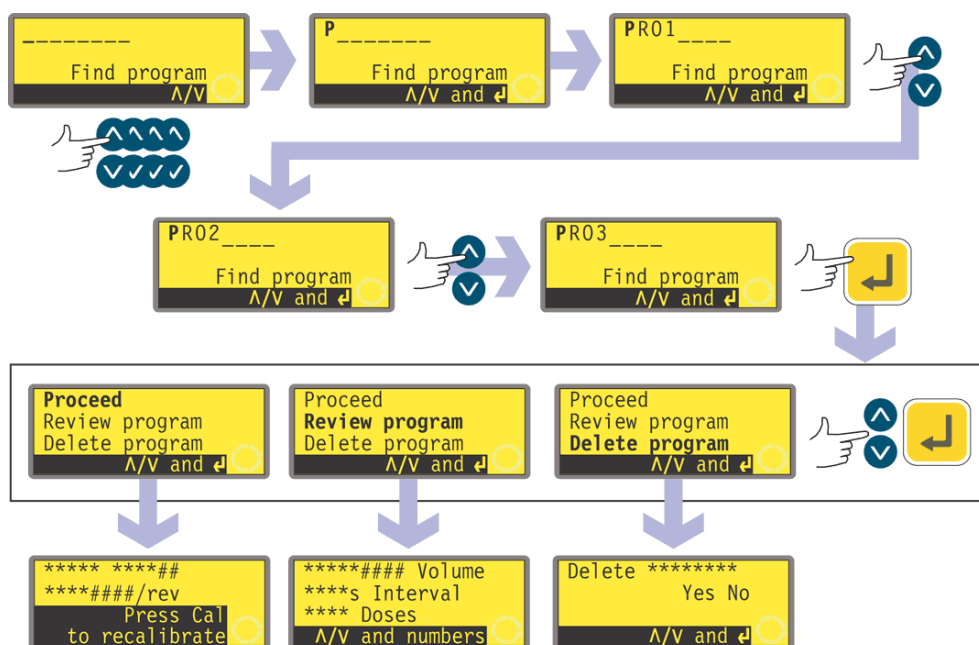 _________
Find program
Λ/V
P_______
Find program
Λ/V and ↵
PRO1____
Find program
Λ/V and ↵
PRO2____
Find program
Λ/V and ↵
PRO3____
Find program
Λ/V and ↵
Proceed
Review program
Delete program
Λ/V and ↵
Proceed
Review program
Delete program
Λ/V and ↵
Proceed
Review program
Delete program
Λ/V and ↵
***** ****##
****####/rev
Press Cal
to recalibrate
*****#### Volume
****s Interval
**** Doses
Λ/V and numbers
Delete ********
Yes No
Λ/V and ↵